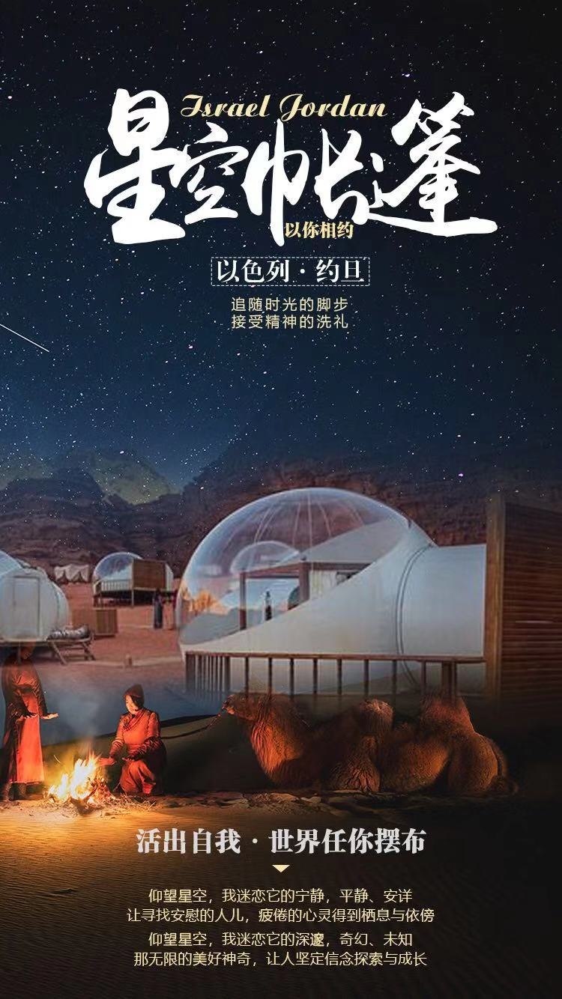 Israel Jordan
星空帐篷
以你相约
以色列·约旦
追随时光的脚步
接受精神的洗礼
活出自我·世界任你摆布
仰望星空，我迷恋它的宁静，平静、安详
让寻找安慰的人儿，疲倦的心灵得到栖息与依傍
仰望星空，我迷恋它的深邃，奇幻、未知
那无限的美好神奇，让人坚定信念探索与成长